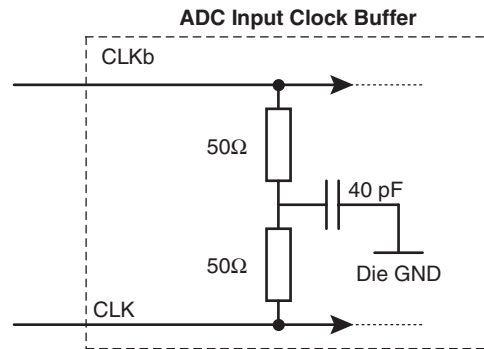 ADC Input Clock Buffer
CLKb
50Ω
40 pF
50Ω
Die GND
CLK